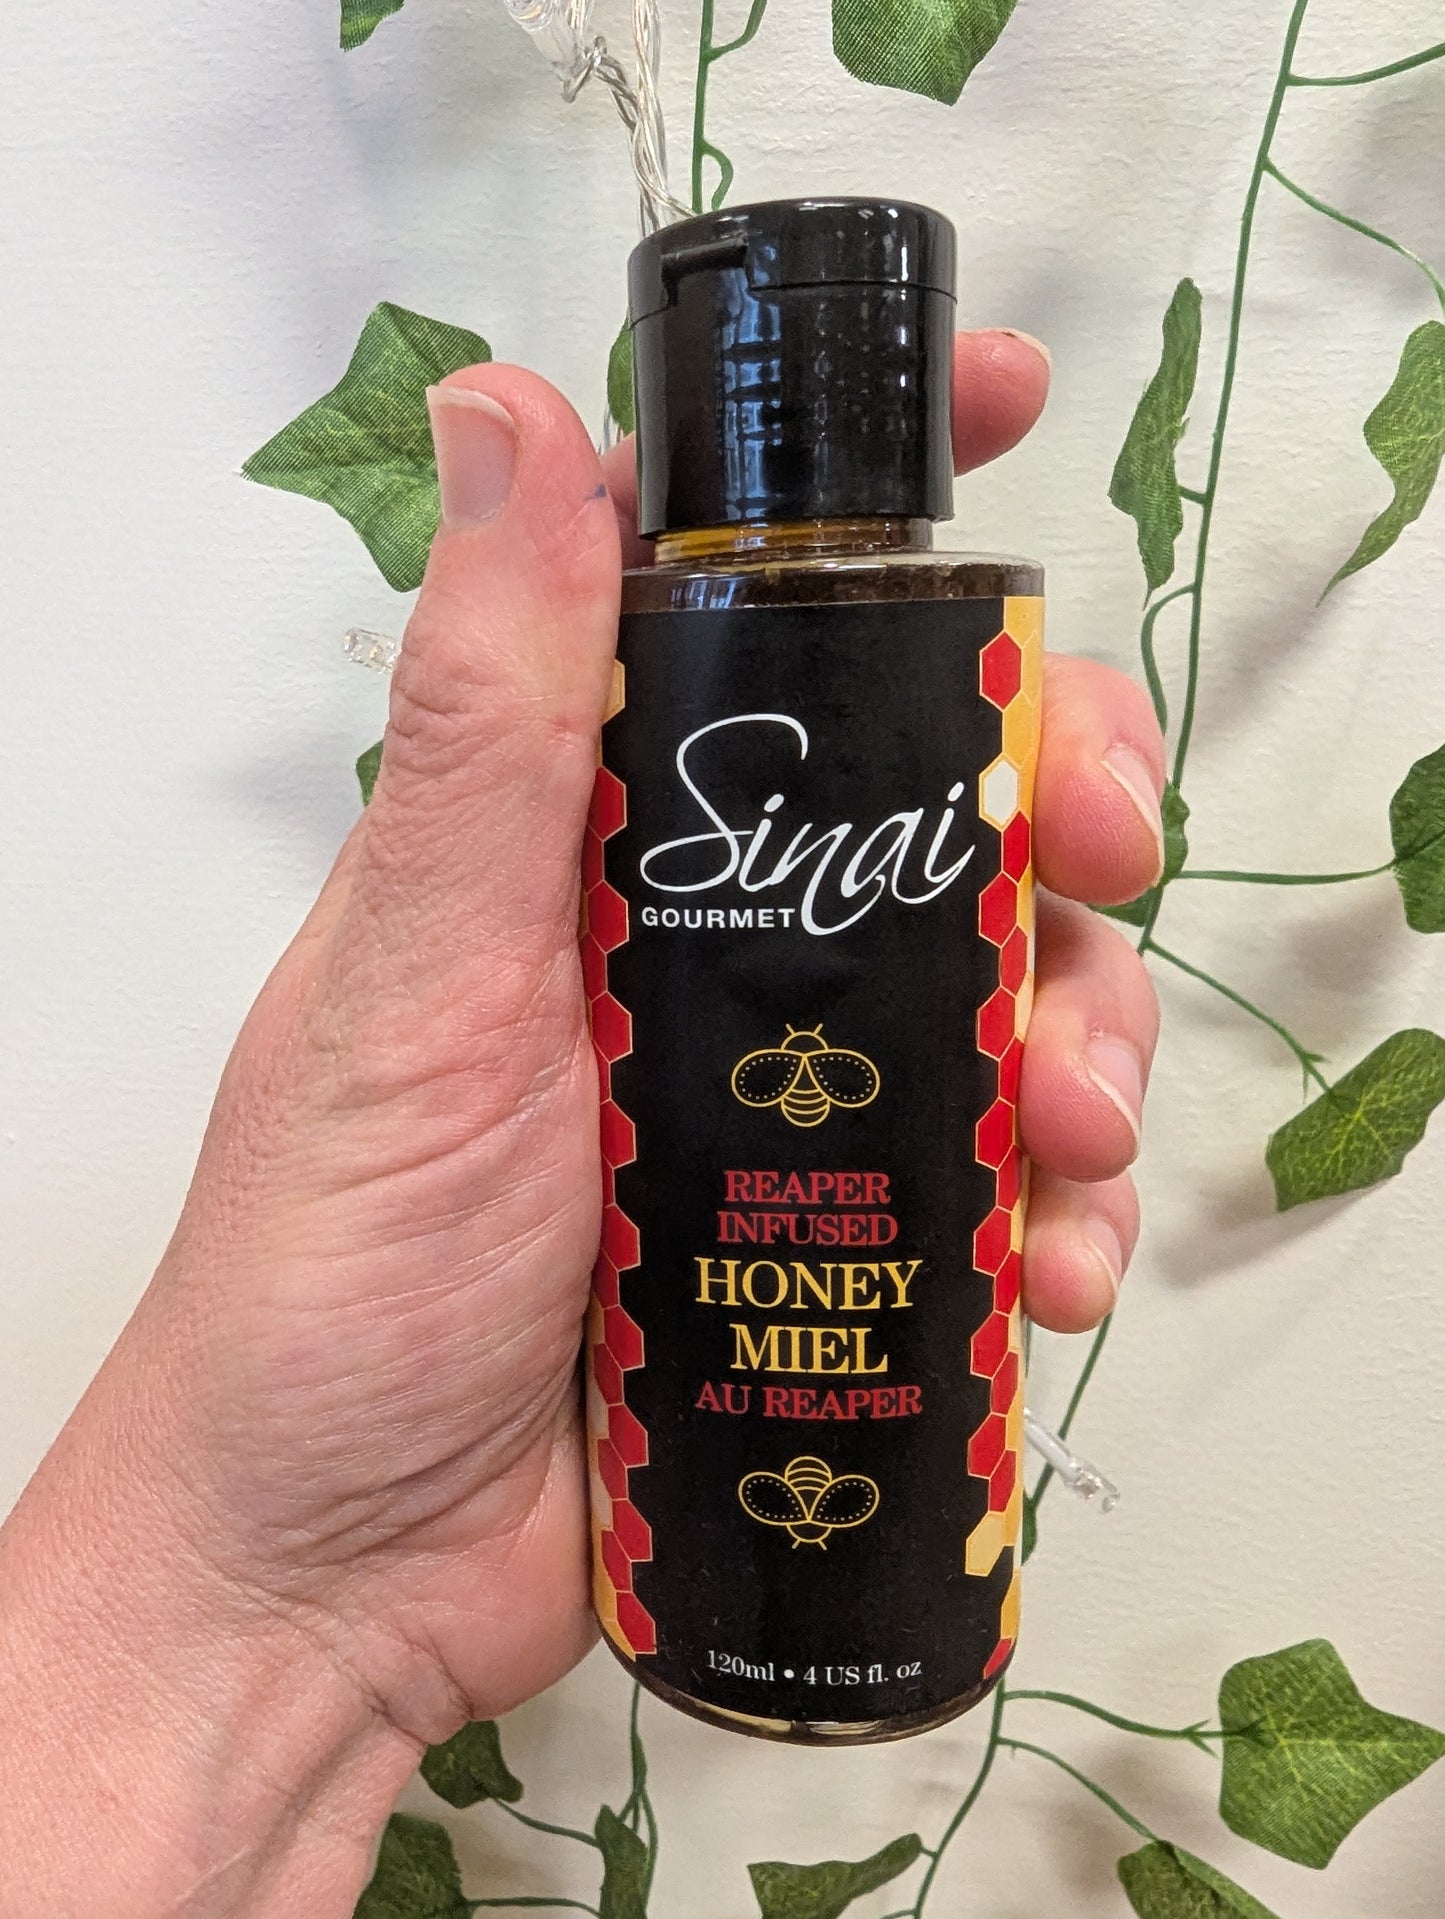 Sinai
GOURMET
REAPER
INFUSED
HONEY
MIEL
AU REAPER
120ml • 4 US fl. oz